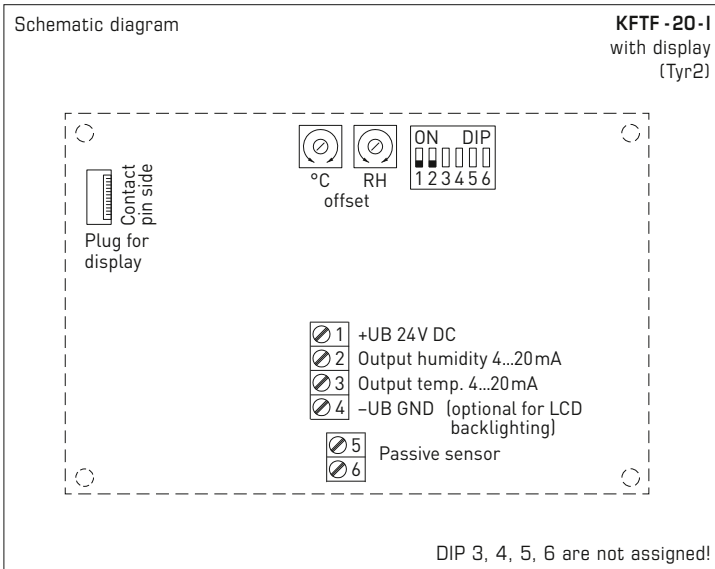 Schematic diagram
KFTF-20-I
with display
(Tyr2)
ON DIP
1 2 3 4 5 6
°C RH
offset
Contact
pin side
Plug for
display
1 +UB 24V DC
2 Output humidity 4...20mA
3 Output temp. 4...20mA
4 –UB GND (optional for LCD
backlighting)
5
Passive sensor
6
DIP 3, 4, 5, 6 are not assigned!